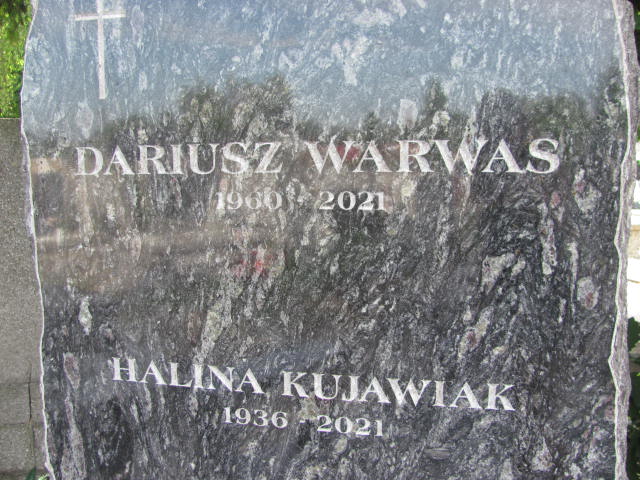 DARIUSZ WARWAS
1960 - 2021
HALINA KUJAWIAK
1936 - 2021